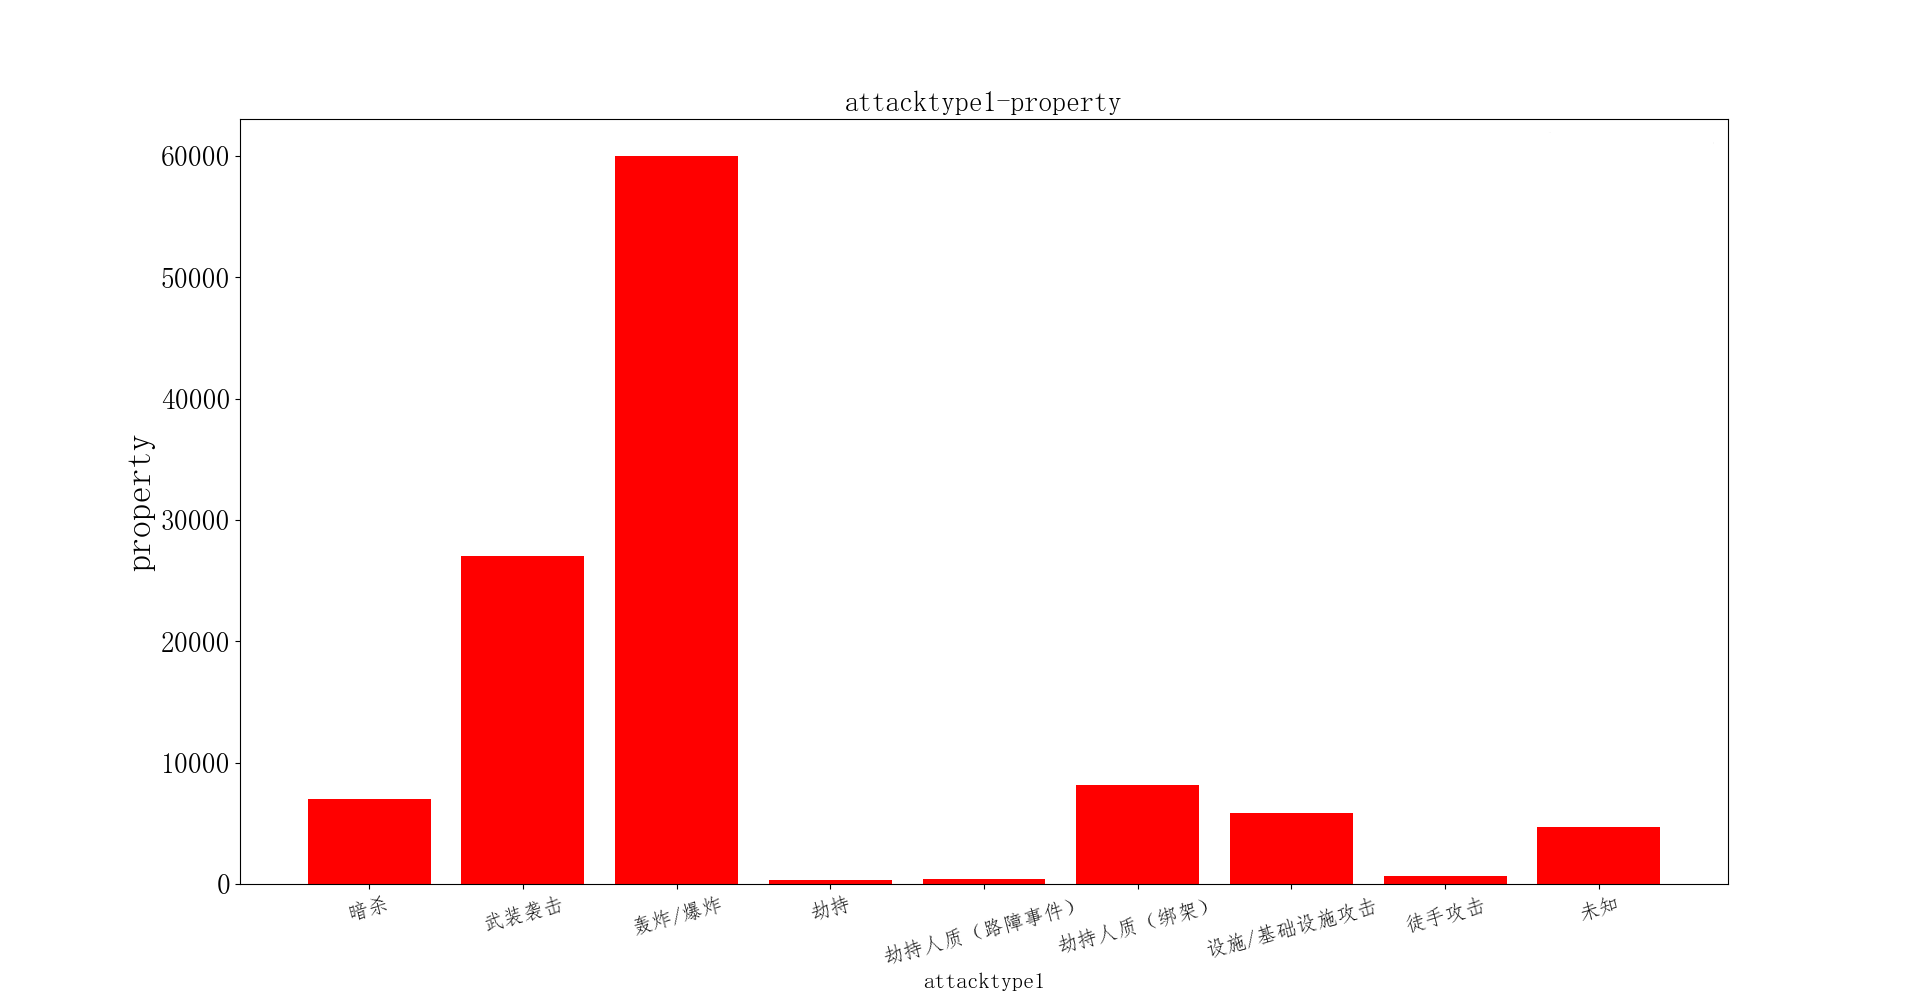 attacktype1-property
property
60000
50000
40000
30000
20000
10000
0
暗杀
武装袭击
轰炸/爆炸
劫持
劫持人质（路障事件）
劫持人质（绑架）
设施/基础设施攻击
徒手攻击
未知
attacktype1